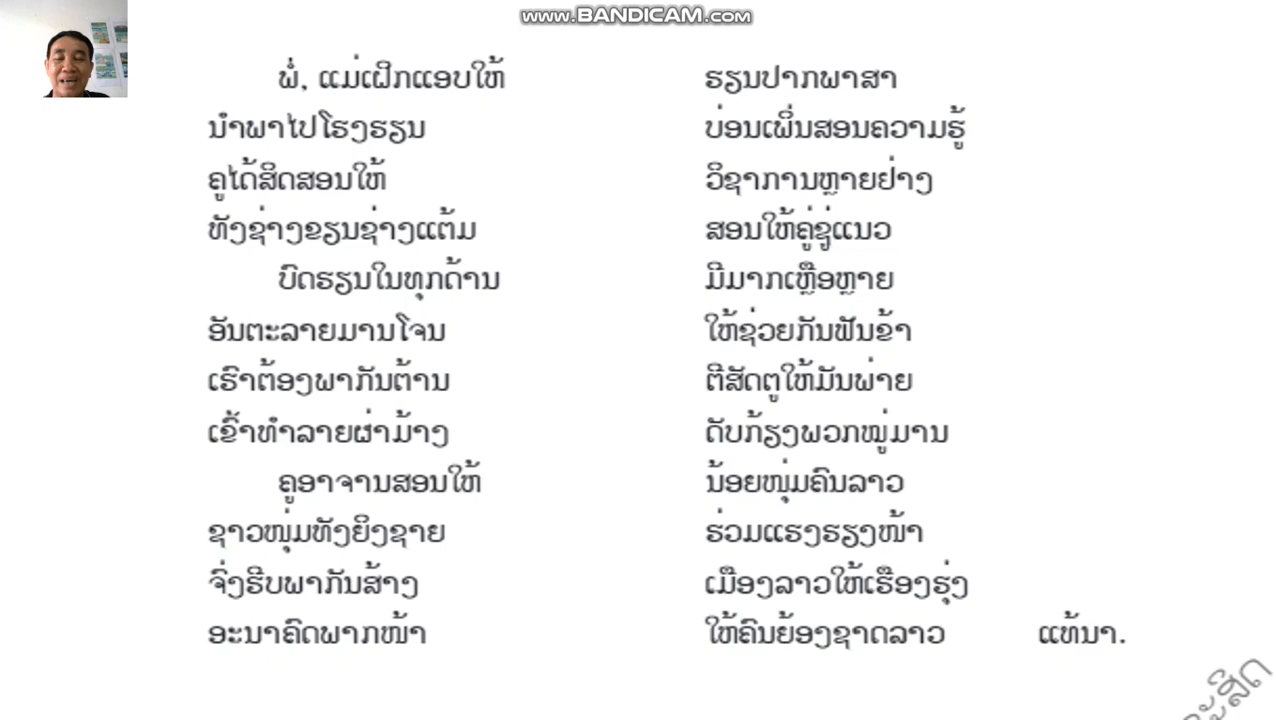 www.BANDICAM.com
ພໍ່, ແມ່ເຝິກແອບໃຫ້ ຮຽນປາກພາສາ
ນຳພາໄປໂຮງຮຽນ ບ່ອນເພິ່ນສອນຄວາມຮູ້
ຄູໄດ້ສິດສອນໃຫ້ ວິຊາການຫຼາຍຢ່າງ
ທັງຊ່າງຂຽນຊ່າງແຕ້ມ ສອນໃຫ້ຄູ່ຊູ່ແນວ
ບົດຮຽນໃນທຸກດ້ານ ມີມາກເຫຼືອຫຼາຍ
ອັນຕະລາຍມານໂຈນ ໃຫ້ຊ່ວຍກັນຟັນຂ້າ
ເຮົາຕ້ອງພາກັນຕ້ານ ຕີສັດຕູໃຫ້ມັນພ່າຍ
ເຂົ້າທຳລາຍຜ່າມ້າງ ດັບກ້ຽງພວກໝູ່ມານ
ຄູອາຈານສອນໃຫ້ ນ້ອຍໜຸ່ມຄົນລາວ
ຊາວໜຸ່ມທັງຍິງຊາຍ ຮ່ວມແຮງຮຽງໜ້າ
ຈົ່ງຮີບພາກັນສ້າງ ເມືອງລາວໃຫ້ເຮືອງຮຸ່ງ
ອະນາຄົດພາກໜ້າ ໃຫ້ຄົນຍ້ອງຊາດລາວ ແທ້ນາ.